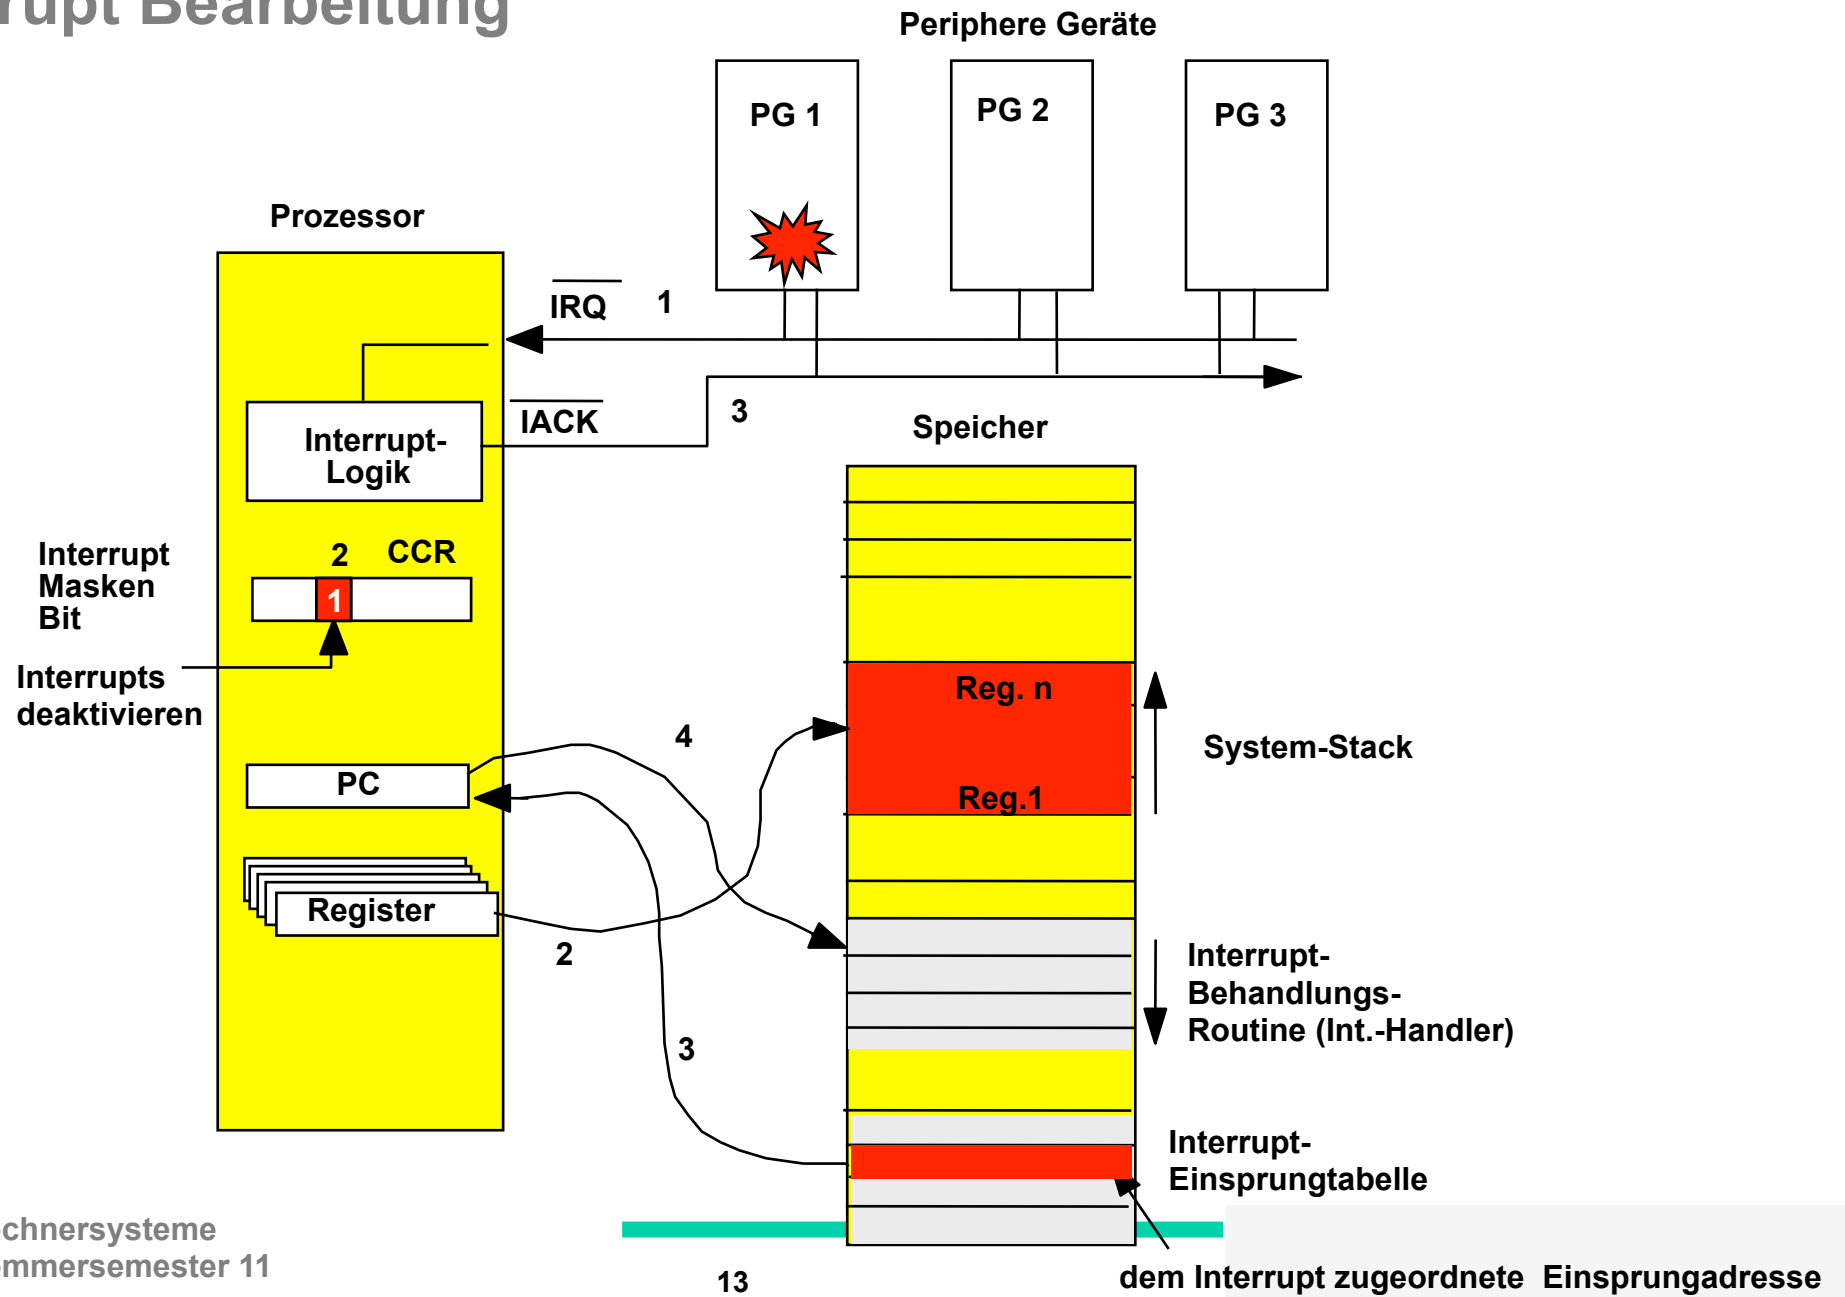 rupt Bearbeitung
Periphere Geräte
PG 1
PG 2
PG 3
Prozessor
IRQ
1
IACK
3
Interrupt-
Logik
Speicher
Interrupt
Masken
Bit
2
CCR
1
Interrupts
deaktivieren
Reg. n
4
System-Stack
PC
Reg.1
Register
2
Interrupt-
Behandlungs-
Routine (Int.-Handler)
3
Interrupt-
Einsprungtabelle
chnersysteme
mmersemester 11
13
dem Interrupt zugeordnete Einsprungadresse